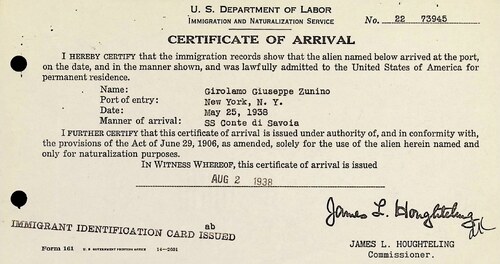 U. S. DEPARTMENT OF LABOR
IMMIGRATION AND NATURALIZATION SERVICE
No. 22 73945
CERTIFICATE OF ARRIVAL
I HEREBY CERTIFY that the immigration records show that the alien named below arrived at the port,
on the date, and in the manner shown, and was lawfully admitted to the United States of America for
permanent residence.
Name: Girolamo Giuseppe Zunino
Port of entry: New York, N. Y.
Date: May 25, 1938
Manner of arrival: SS Conte di Savoia
I FURTHER CERTIFY that this certificate of arrival is issued under authority of, and in conformity with,
the provisions of the Act of June 29, 1906, as amended, solely for the use of the alien herein named and
only for naturalization purposes.
IN WITNESS WHEREOF, this certificate of arrival is issued
AUG 2 1938
James L. Houghteling
ab
IMMIGRANT IDENTIFICATION CARD ISSUED
Form 161 U. S. GOVERNMENT PRINTING OFFICE 14—2601
JAMES L. HOUGHTELING
Commissioner.